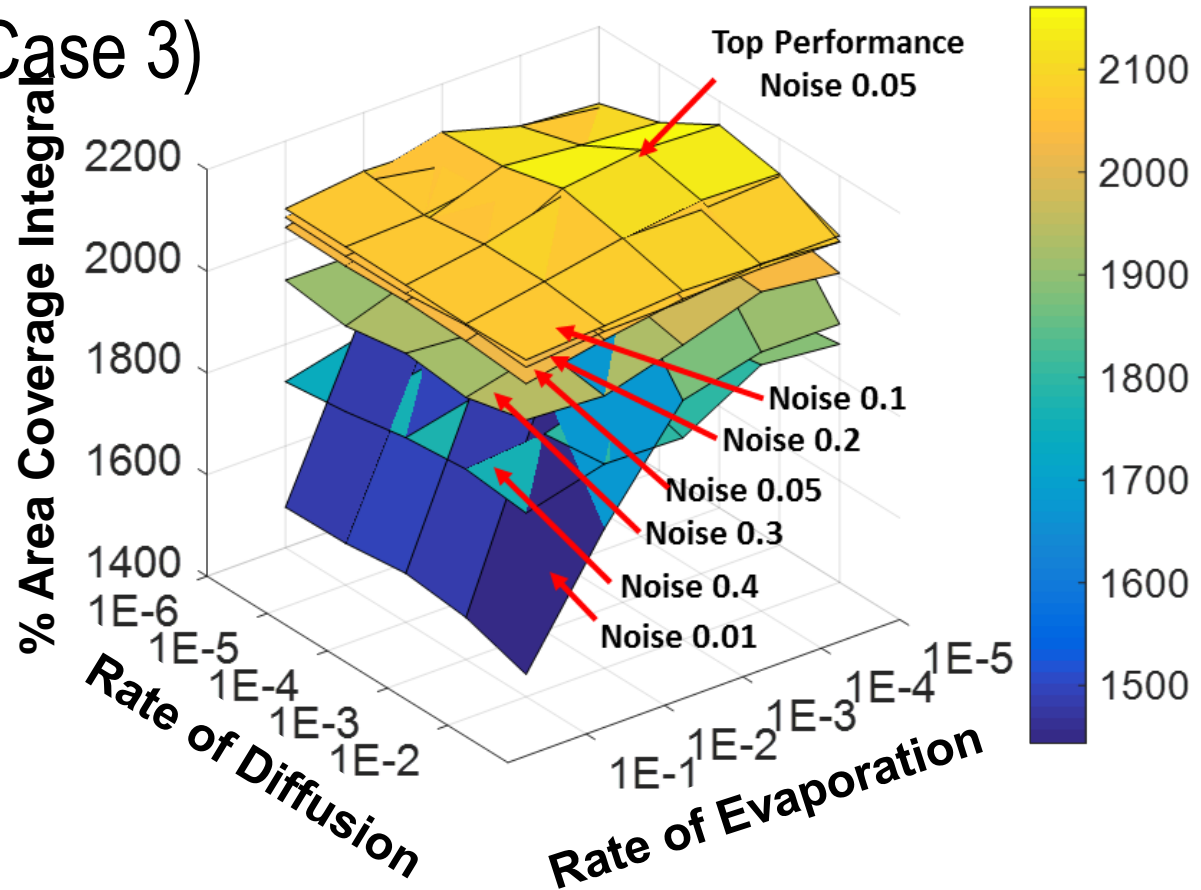 Case 3)
% Area Coverage Integral
2200
2000
1800
1600
1400
1E-6
1E-5
1E-4
1E-3
1E-2
Rate of Diffusion
1E-1
1E-2
1E-3
1E-4
1E-5
Rate of Evaporation
Top Performance
Noise 0.05
Noise 0.1
Noise 0.2
Noise 0.05
Noise 0.3
Noise 0.4
Noise 0.01
2100
2000
1900
1800
1700
1600
1500